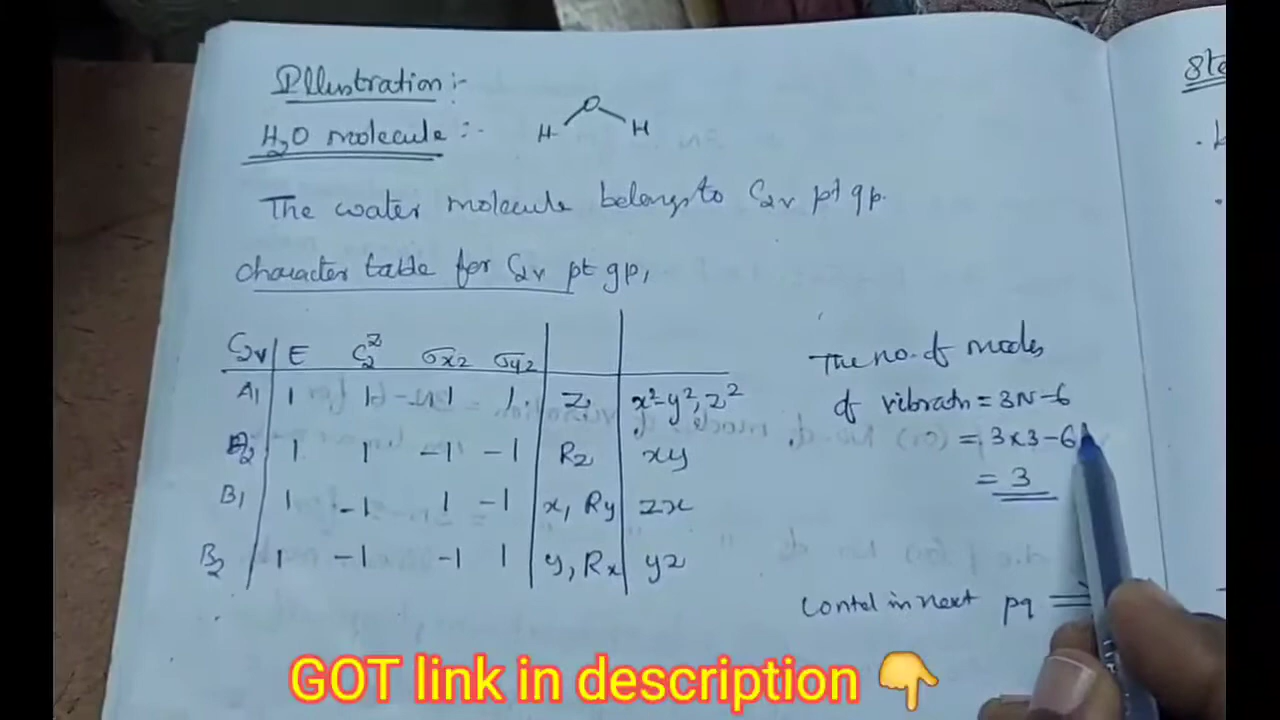 Illustration :-
H2O molecule :-
O
H H
The water molecule belongs to C2v pt gp.
character table for C2v pt gp,
C2v E C2^z σxz σyz
A1 1 1 1 1 z x²-y², z²
A2 1 1 -1 -1 Rz xy
B1 1 -1 1 -1 x, Ry zx
B2 1 -1 -1 1 y, Rx yz
The no. of modes
of vibratn = 3N-6
= 3x3-6
= 3
Contd in next pg
GOT link in description 👇